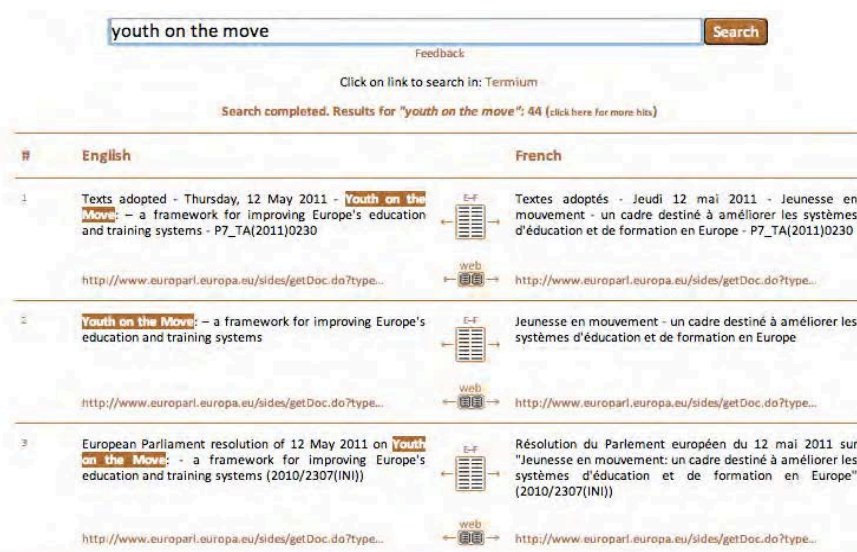 youth on the move
Search
Feedback
Click on link to search in: Termium
Search completed. Results for "youth on the move": 44 (click here for more hits)
# English French
1
Texts adopted - Thursday, 12 May 2011 - Youth on the
Move: – a framework for improving Europe's education
and training systems - P7_TA(2011)0230
E-F
Textes adoptés - Jeudi 12 mai 2011 - Jeunesse en
mouvement - un cadre destiné à améliorer les systèmes
d'éducation et de formation en Europe - P7_TA(2011)0230
http://www.europarl.europa.eu/sides/getDoc.do?type...
web
http://www.europarl.europa.eu/sides/getDoc.do?type...
2
Youth on the Move: – a framework for improving Europe's
education and training systems
E-F
Jeunesse en mouvement - un cadre destiné à améliorer les
systèmes d'éducation et de formation en Europe
http://www.europarl.europa.eu/sides/getDoc.do?type...
web
http://www.europarl.europa.eu/sides/getDoc.do?type...
3
European Parliament resolution of 12 May 2011 on Youth
on the Move: - a framework for improving Europe's
education and training systems (2010/2307(INI))
E-F
Résolution du Parlement européen du 12 mai 2011 sur
"Jeunesse en mouvement: un cadre destiné à améliorer les
systèmes d'éducation et de formation en Europe"
(2010/2307(INI))
http://www.europarl.europa.eu/sides/getDoc.do?type...
web
http://www.europarl.europa.eu/sides/getDoc.do?type...